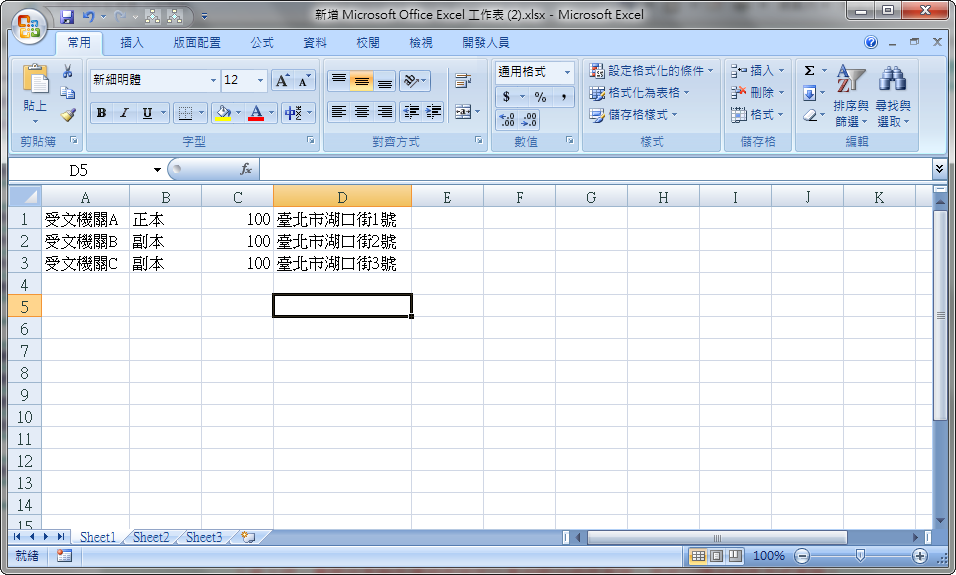 新增 Microsoft Office Excel 工作表 (2).xlsx - Microsoft Excel
常用 插入 版面配置 公式 資料 校閱 檢視 開發人員
貼上
剪貼簿
新細明體 12 A A
B I U A 中
字型
對齊方式
通用格式
$ % ,
.00 .00
數值
設定格式化的條件
格式化為表格
儲存格樣式
樣式
插入
刪除
格式
儲存格
Σ
排序與篩選
尋找與選取
編輯
D5 fx
A B C D E F G H I J K
1 受文機關A 正本 100 臺北市湖口街1號
2 受文機關B 副本 100 臺北市湖口街2號
3 受文機關C 副本 100 臺北市湖口街3號
4
5
6
7
8
9
10
11
12
13
14
15
Sheet1 Sheet2 Sheet3
就緒 100%